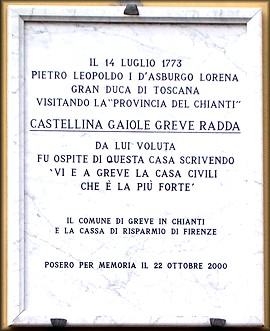 IL 14 LUGLIO 1773
PIETRO LEOPOLDO I D'ASBURGO LORENA
GRAN DUCA DI TOSCANA
VISITANDO LA "PROVINCIA DEL CHIANTI"
CASTELLINA GAIOLE GREVE RADDA
DA LUI VOLUTA
FU OSPITE DI QUESTA CASA SCRIVENDO
'VI E A GREVE LA CASA CIVILI
CHE È LA PIÙ FORTE'
IL COMUNE DI GREVE IN CHIANTI
E LA CASSA DI RISPARMIO DI FIRENZE
POSERO PER MEMORIA IL 22 OTTOBRE 2000